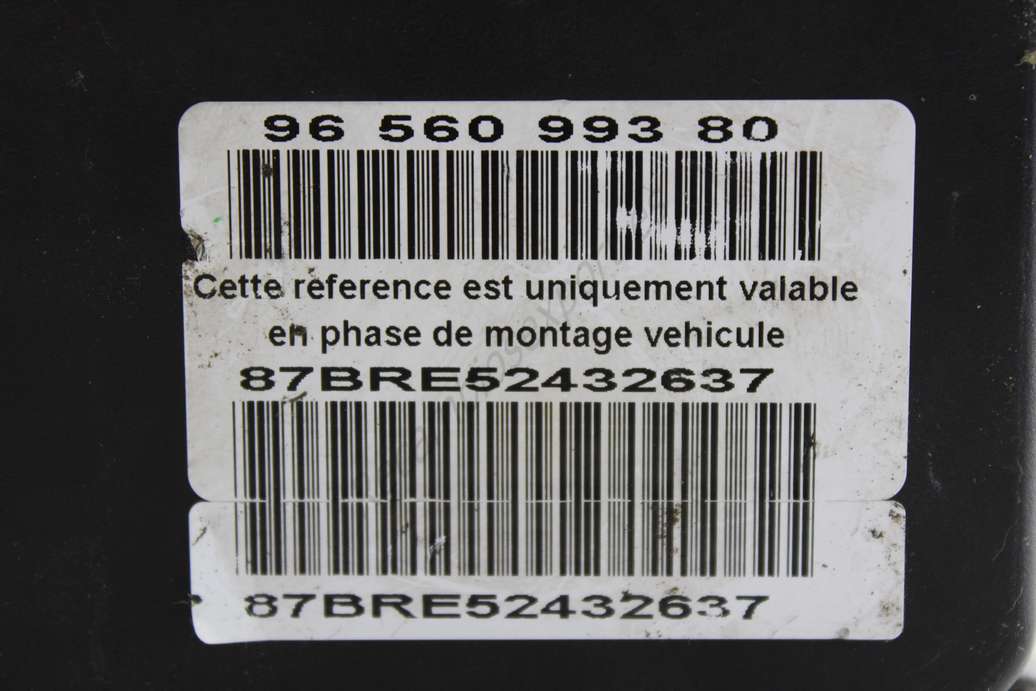 96 560 993 80
Cette reference est uniquement valable
en phase de montage vehicule
87BRE52432637
87BRE52432637